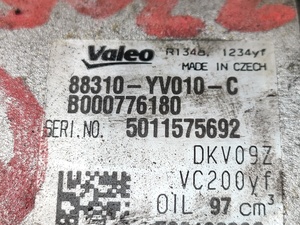 Valeo R134a, 1234yf
MADE IN CZECH
88310-YV010-C
B000776180
SERI.NO. 5011575692
DKV09Z
VC200yf
OIL 97 cm³